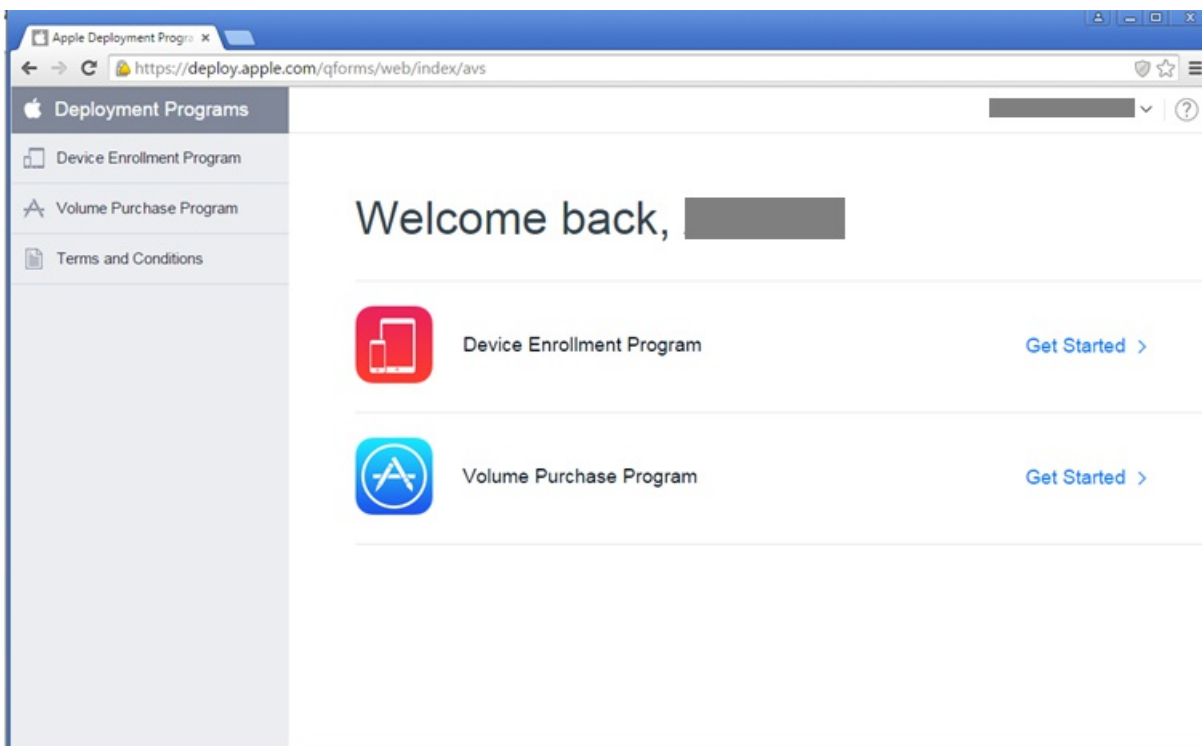 Apple Deployment Progra
https://deploy.apple.com/qforms/web/index/avs
Deployment Programs
Device Enrollment Program
Volume Purchase Program
Terms and Conditions
Welcome back,
Device Enrollment Program
Get Started >
Volume Purchase Program
Get Started >